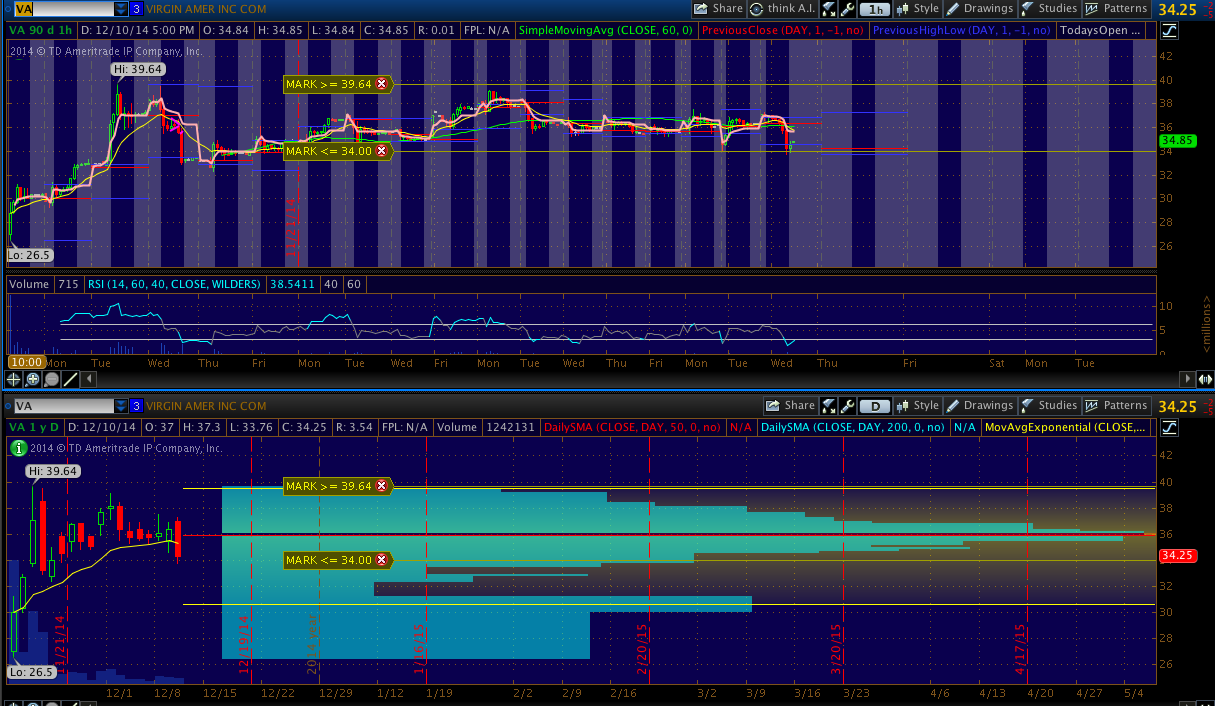 VA 3 VIRGIN AMER INC COM Share think A.I. 1h Style Drawings Studies Patterns 34.25 -2 -5
VA 90 d 1h D: 12/10/14 5:00 PM O: 34.84 H: 34.85 L: 34.84 C: 34.85 R: 0.01 FPL: N/A SimpleMovingAvg (CLOSE, 60, 0) PreviousClose (DAY, 1, -1, no) PreviousHighLow (DAY, 1, -1, no) TodaysOpen ...
2014 © TD Ameritrade IP Company, Inc.
42
Hi: 39.64
40
MARK >= 39.64
38
36
34.85
34
MARK <= 34.00
32
30
11/21/14
28
26
Lo: 26.5
Volume 715 RSI (14, 60, 40, CLOSE, WILDERS) 38.5411 40 60
10
5
<millions>
0
10:00 Mon Tue Wed Thu Fri Mon Tue Wed Thu Fri Mon Tue Wed Thu Fri Mon Tue Wed Thu Fri Sat Mon Tue
VA 3 VIRGIN AMER INC COM Share D Style Drawings Studies Patterns 34.25 -2 -5
VA 1 y D D: 12/10/14 O: 37 H: 37.3 L: 33.76 C: 34.25 R: 3.54 FPL: N/A Volume 1242131 DailySMA (CLOSE, DAY, 50, 0, no) N/A DailySMA (CLOSE, DAY, 200, 0, no) N/A MovAvgExponential (CLOSE,...
2014 © TD Ameritrade IP Company, Inc.
42
Hi: 39.64
40
MARK >= 39.64
38
36
34.25
MARK <= 34.00
32
30
11/21/14 12/19/14 2014 year 1/16/15 2/20/15 3/20/15 4/17/15
28
26
Lo: 26.5
12/1 12/8 12/15 12/22 12/29 1/12 1/19 2/2 2/9 2/16 3/2 3/9 3/16 3/23 4/6 4/13 4/20 4/27 5/4